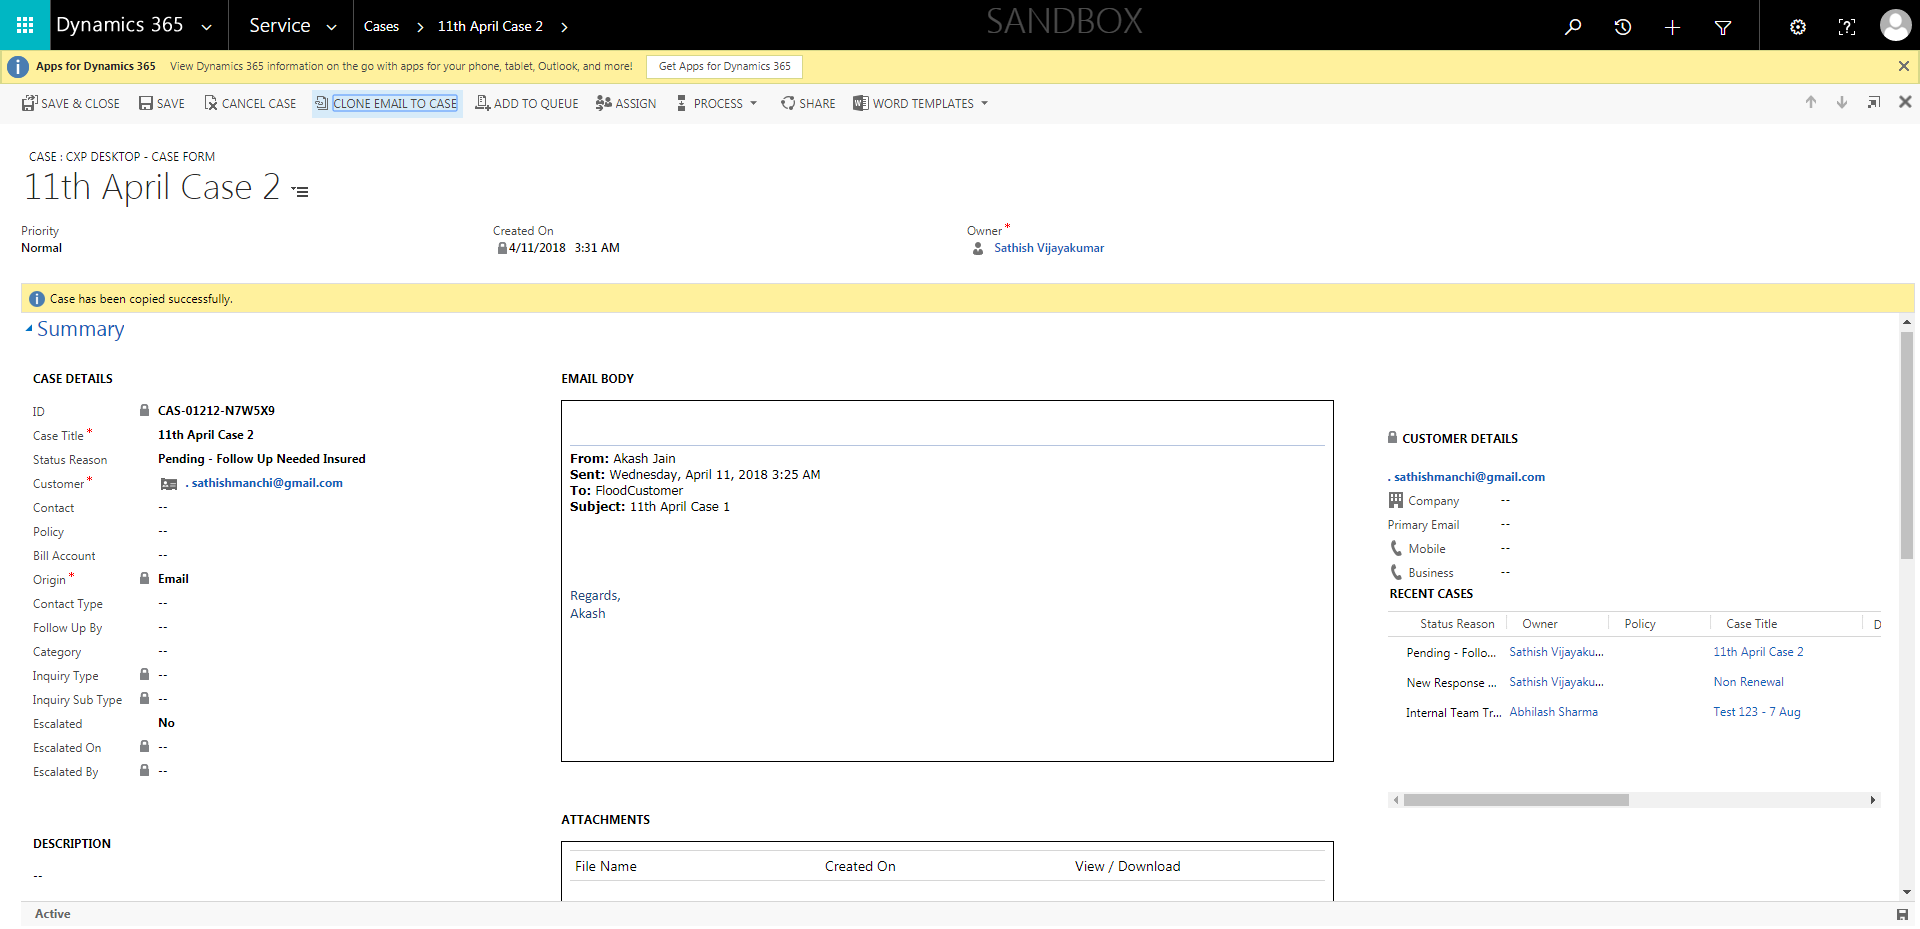 Dynamics 365 Service Cases 11th April Case 2 SANDBOX
Apps for Dynamics 365 View Dynamics 365 information on the go with apps for your phone, tablet, Outlook, and more! Get Apps for Dynamics 365
SAVE & CLOSE SAVE CANCEL CASE CLONE EMAIL TO CASE ADD TO QUEUE ASSIGN PROCESS SHARE WORD TEMPLATES
CASE : CXP DESKTOP - CASE FORM
11th April Case 2
Priority
Normal
Created On
4/11/2018 3:31 AM
Owner *
Sathish Vijayakumar
Case has been copied successfully.
Summary
CASE DETAILS
ID CAS-01212-N7W5X9
Case Title * 11th April Case 2
Status Reason Pending - Follow Up Needed Insured
Customer * . sathishmanchi@gmail.com
Contact --
Policy --
Bill Account --
Origin * Email
Contact Type --
Follow Up By --
Category --
Inquiry Type --
Inquiry Sub Type --
Escalated No
Escalated On --
Escalated By --
DESCRIPTION
--
EMAIL BODY
From: Akash Jain
Sent: Wednesday, April 11, 2018 3:25 AM
To: FloodCustomer
Subject: 11th April Case 1
Regards,
Akash
ATTACHMENTS
File Name Created On View / Download
CUSTOMER DETAILS
. sathishmanchi@gmail.com
Company --
Primary Email --
Mobile --
Business --
RECENT CASES
Status Reason Owner Policy Case Title D
Pending - Follo... Sathish Vijayaku... 11th April Case 2
New Response ... Sathish Vijayaku... Non Renewal
Internal Team Tr... Abhilash Sharma Test 123 - 7 Aug
Active